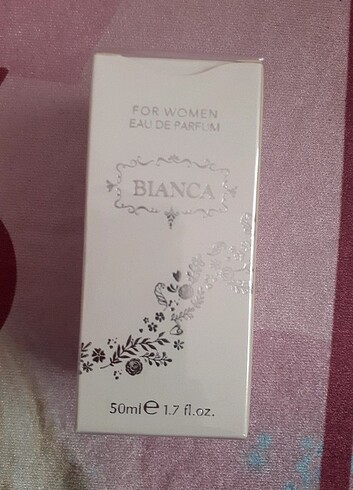 FOR WOMEN
EAU DE PARFUM
BIANCA
50ml e 1.7 fl.oz.